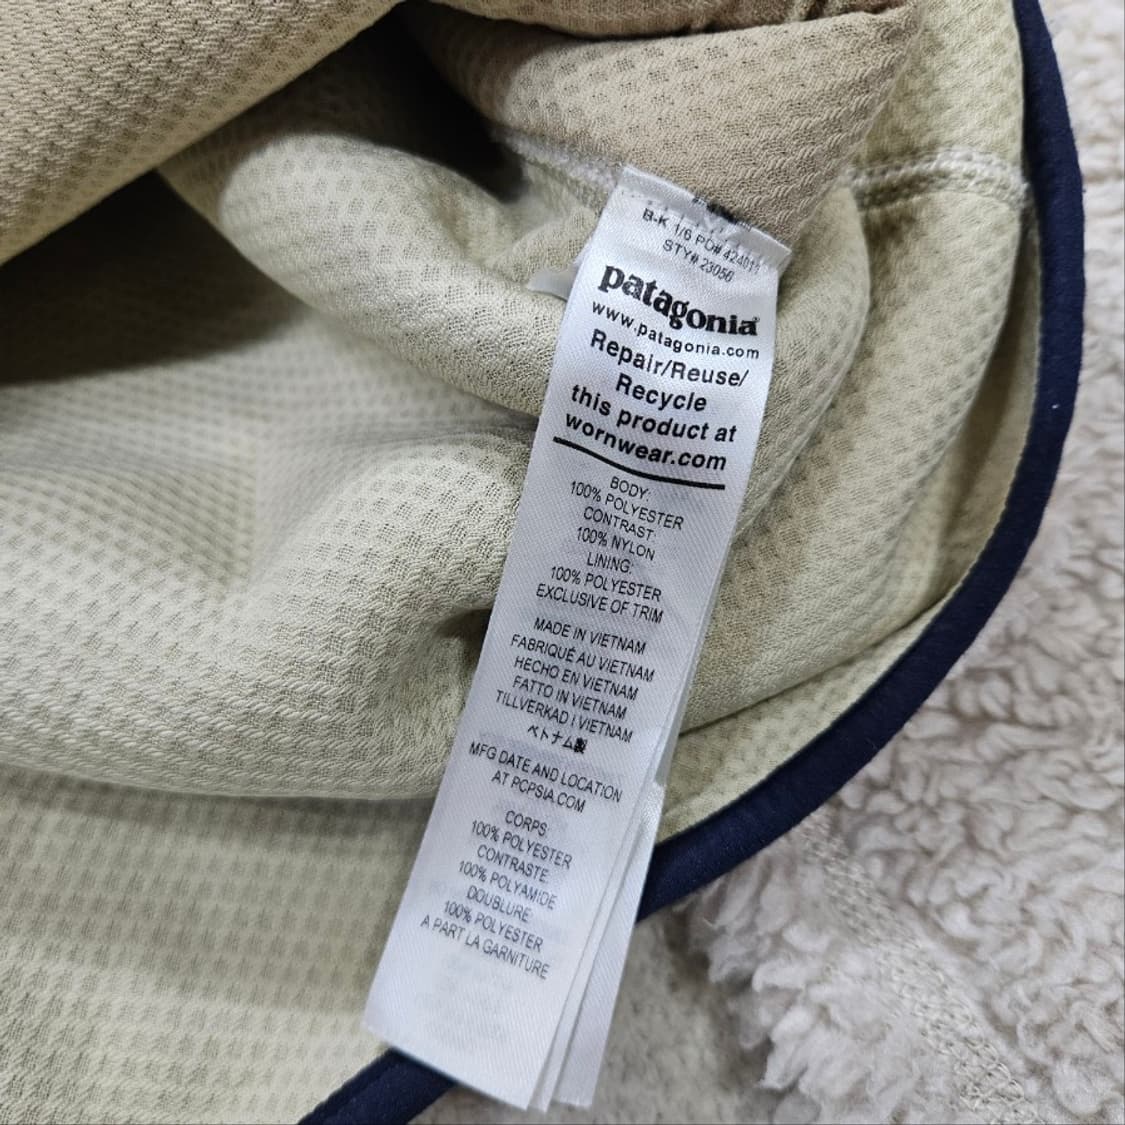 B-K 1/6 PO# 424011
STY# 23056
patagonia®
www.patagonia.com
Repair/Reuse/
Recycle
this product at
wornwear.com
BODY:
100% POLYESTER
CONTRAST:
100% NYLON
LINING:
100% POLYESTER
EXCLUSIVE OF TRIM
MADE IN VIETNAM
FABRIQUÉ AU VIETNAM
HECHO EN VIETNAM
FATTO IN VIETNAM
TILLVERKAD I VIETNAM
ベトナム製
MFG DATE AND LOCATION
AT PCPSIA.COM
CORPS:
100% POLYESTER
CONTRASTE:
100% POLYAMIDE
DOUBLURE:
100% POLYESTER
A PART LA GARNITURE